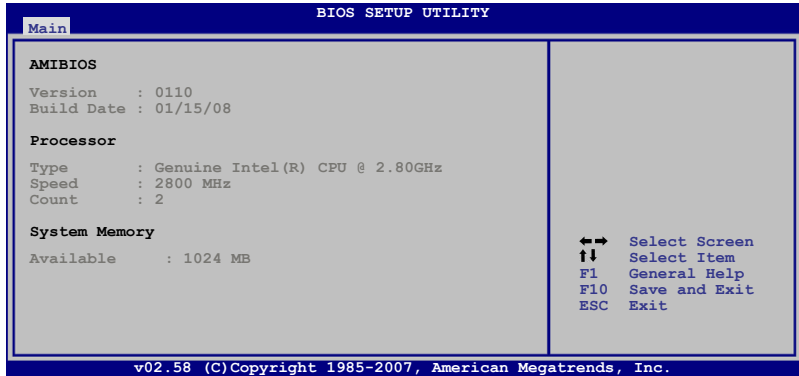 BIOS SETUP UTILITY
Main
AMIBIOS
Version : 0110
Build Date : 01/15/08
Processor
Type : Genuine Intel(R) CPU @ 2.80GHz
Speed : 2800 MHz
Count : 2
System Memory
Available : 1024 MB
←→ Select Screen
↑↓ Select Item
F1 General Help
F10 Save and Exit
ESC Exit
v02.58 (C)Copyright 1985-2007, American Megatrends, Inc.